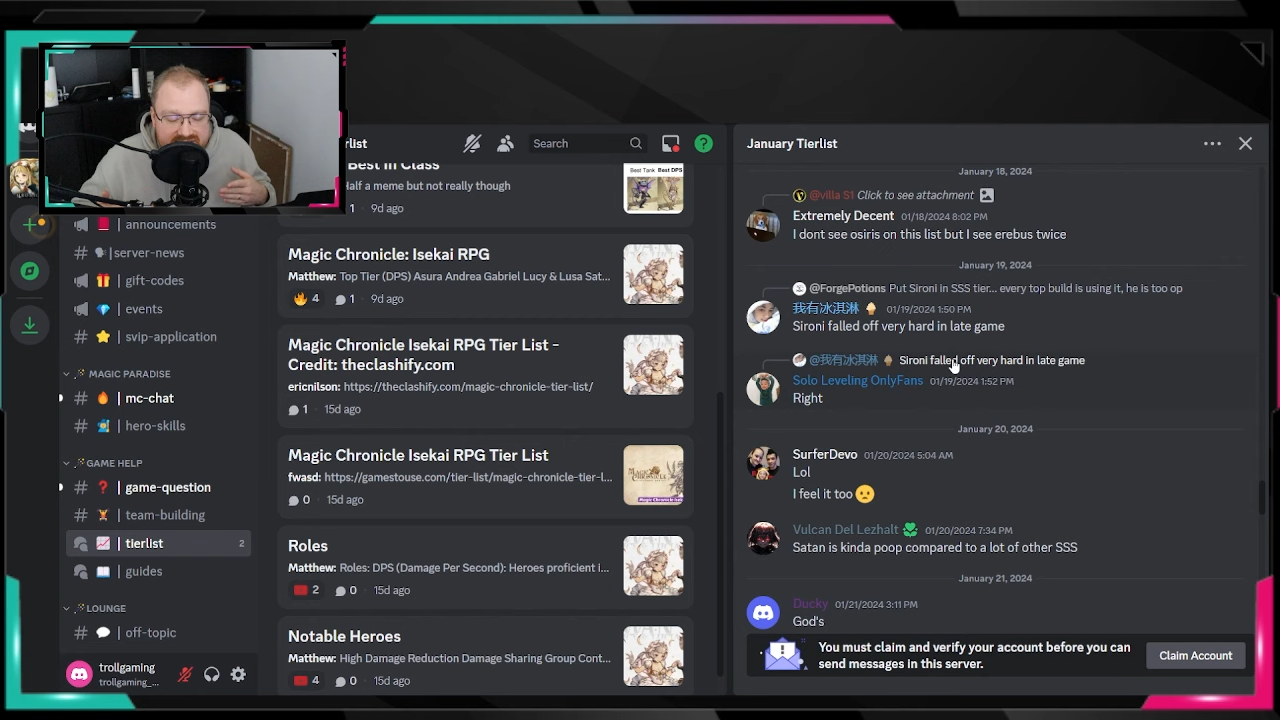 announcements
# | server-news
| gift-codes
| events
# | svip-application
MAGIC PARADISE
# | mc-chat
# | hero-skills
GAME HELP
# | game-question
# | team-building
| tierlist 2
| guides
LOUNGE
# | off-topic
trollgaming
trollgaming_...
rlist
Search
Best in Class
Half a meme but not really though
1 9d ago
Best Tank Best DPS
Magic Chronicle: Isekai RPG
Matthew: Top Tier (DPS) Asura Andrea Gabriel Lucy & Lusa Sat...
4 1 · 9d ago
Magic Chronicle Isekai RPG Tier List -
Credit: theclashify.com
ericnilson: https://theclashify.com/magic-chronicle-tier-list/
1 · 15d ago
Magic Chronicle Isekai RPG Tier List
fwasd: https://gamestouse.com/tier-list/magic-chronicle-tier-l...
0 · 15d ago
Roles
Matthew: Roles: DPS (Damage Per Second): Heroes proficient i...
2 0 · 15d ago
Notable Heroes
Matthew: High Damage Reduction Damage Sharing Group Cont...
4 0 · 15d ago
January Tierlist
January 18, 2024
@villa S1 Click to see attachment
Extremely Decent 01/18/2024 8:02 PM
I dont see osiris on this list but I see erebus twice
January 19, 2024
@ForgePotions Put Sironi in SSS tier... every top build is using it, he is too op
我有冰淇淋 01/19/2024 1:50 PM
Sironi falled off very hard in late game
@我有冰淇淋 Sironi falled off very hard in late game
Solo Leveling OnlyFans 01/19/2024 1:52 PM
Right
January 20, 2024
SurferDevo 01/20/2024 5:04 AM
Lol
I feel it too
Vulcan Del Lezhalt 01/20/2024 7:34 PM
Satan is kinda poop compared to a lot of other SSS
January 21, 2024
Ducky 01/21/2024 3:11 PM
God's
You must claim and verify your account before you can
send messages in this server.
Claim Account